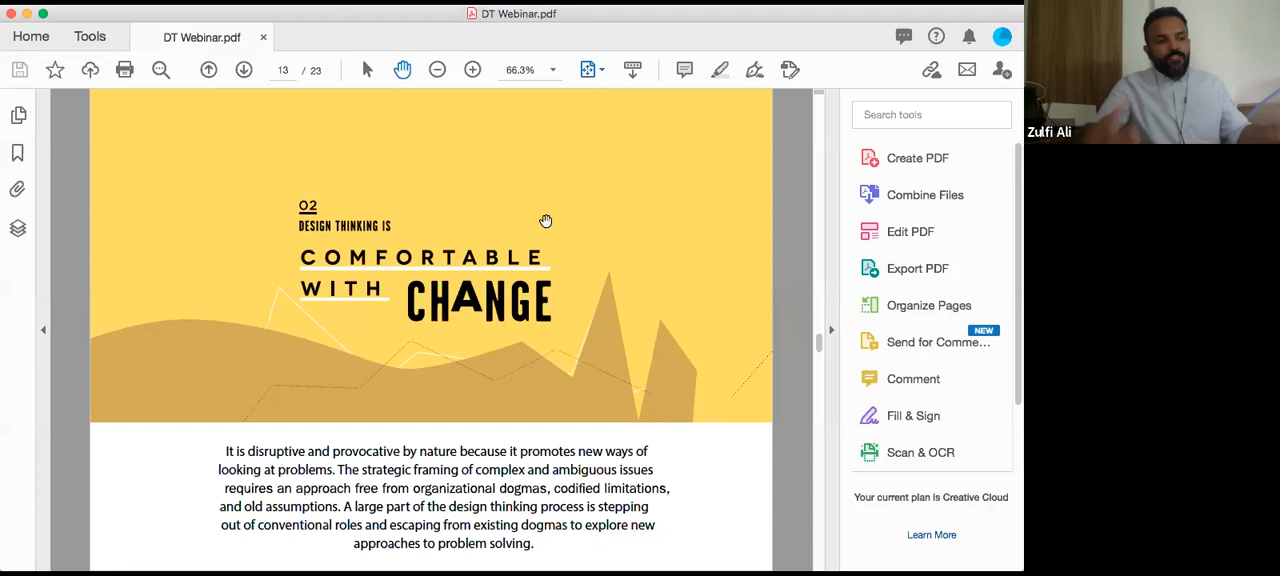 DT Webinar.pdf
Home
Tools
DT Webinar.pdf
13 / 23
66.3%
Zulfi Ali
Search tools
Create PDF
Combine Files
Edit PDF
Export PDF
Organize Pages
NEW
Send for Comme...
Comment
Fill & Sign
Scan & OCR
Your current plan is Creative Cloud
Learn More
02
DESIGN THINKING IS
COMFORTABLE
WITH CHANGE
It is disruptive and provocative by nature because it promotes new ways of
looking at problems. The strategic framing of complex and ambiguous issues
requires an approach free from organizational dogmas, codified limitations,
and old assumptions. A large part of the design thinking process is stepping
out of conventional roles and escaping from existing dogmas to explore new
approaches to problem solving.